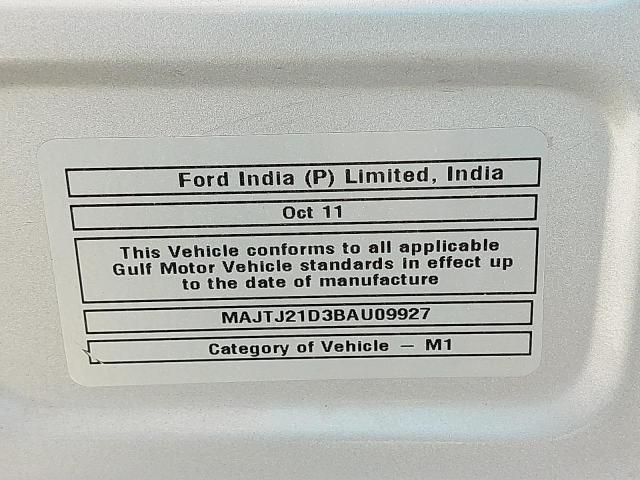 Ford India (P) Limited, India
Oct 11
This Vehicle conforms to all applicable
Gulf Motor Vehicle standards in effect up
to the date of manufacture
MAJTJ21D3BAU09927
Category of Vehicle – M1